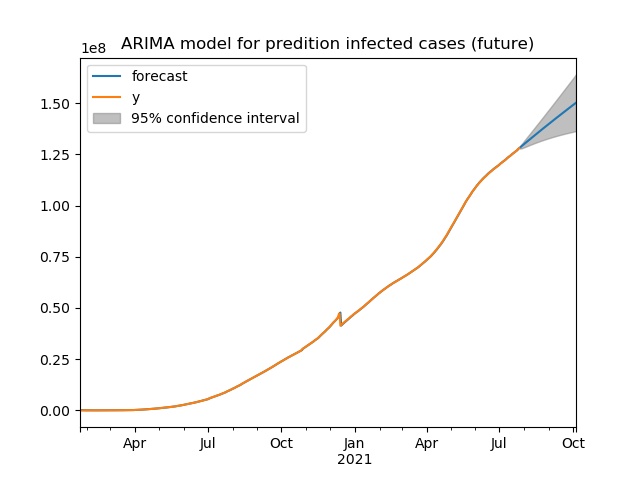 ARIMA model for predition infected cases (future)
1e8
forecast
y
95% confidence interval
1.50
1.25
1.00
0.75
0.50
0.25
0.00
Apr Jul Oct Jan Apr Jul Oct
2021